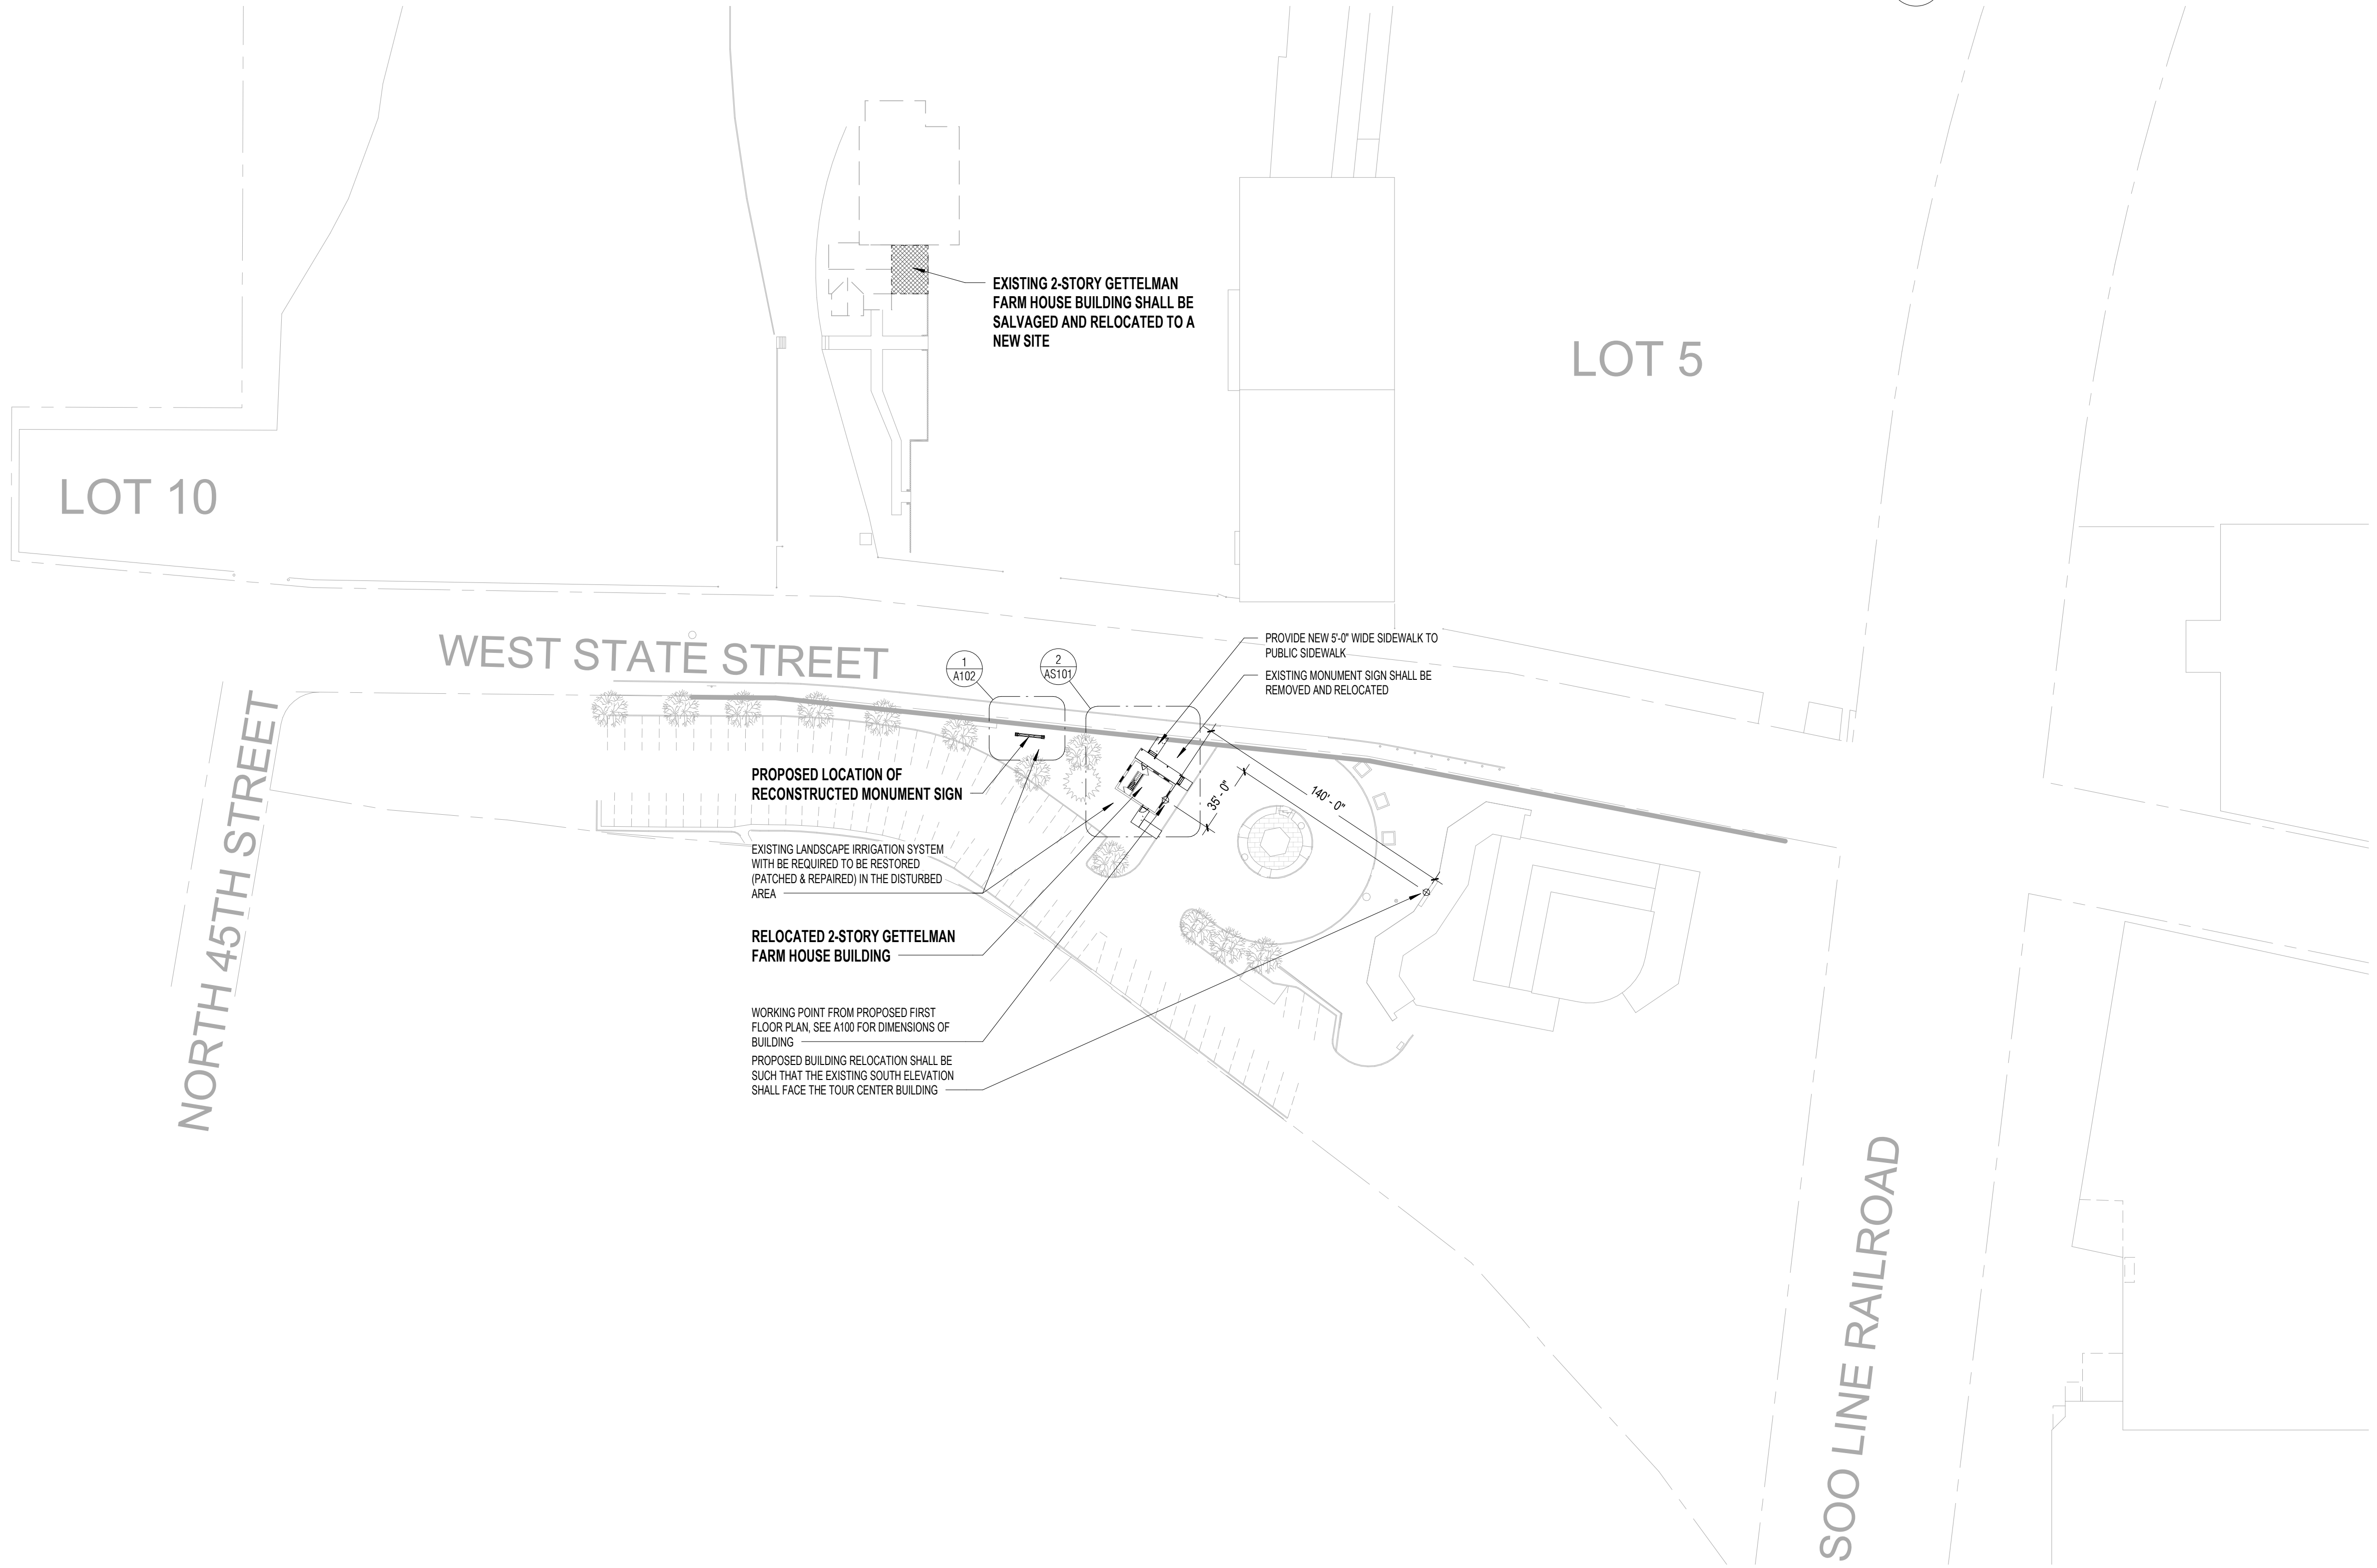 EXISTING 2-STORY GETTELMAN
FARM HOUSE BUILDING SHALL BE
SALVAGED AND RELOCATED TO A
NEW SITE
LOT 5
LOT 10
WEST STATE STREET
1
A102
2
AS101
PROVIDE NEW 5'-0" WIDE SIDEWALK TO
PUBLIC SIDEWALK
EXISTING MONUMENT SIGN SHALL BE
REMOVED AND RELOCATED
NORTH 45TH STREET
PROPOSED LOCATION OF
RECONSTRUCTED MONUMENT SIGN
35' - 0"
140' - 0"
EXISTING LANDSCAPE IRRIGATION SYSTEM
WITH BE REQUIRED TO BE RESTORED
(PATCHED & REPAIRED) IN THE DISTURBED
AREA
RELOCATED 2-STORY GETTELMAN
FARM HOUSE BUILDING
WORKING POINT FROM PROPOSED FIRST
FLOOR PLAN, SEE A100 FOR DIMENSIONS OF
BUILDING
PROPOSED BUILDING RELOCATION SHALL BE
SUCH THAT THE EXISTING SOUTH ELEVATION
SHALL FACE THE TOUR CENTER BUILDING
SOO LINE RAILROAD